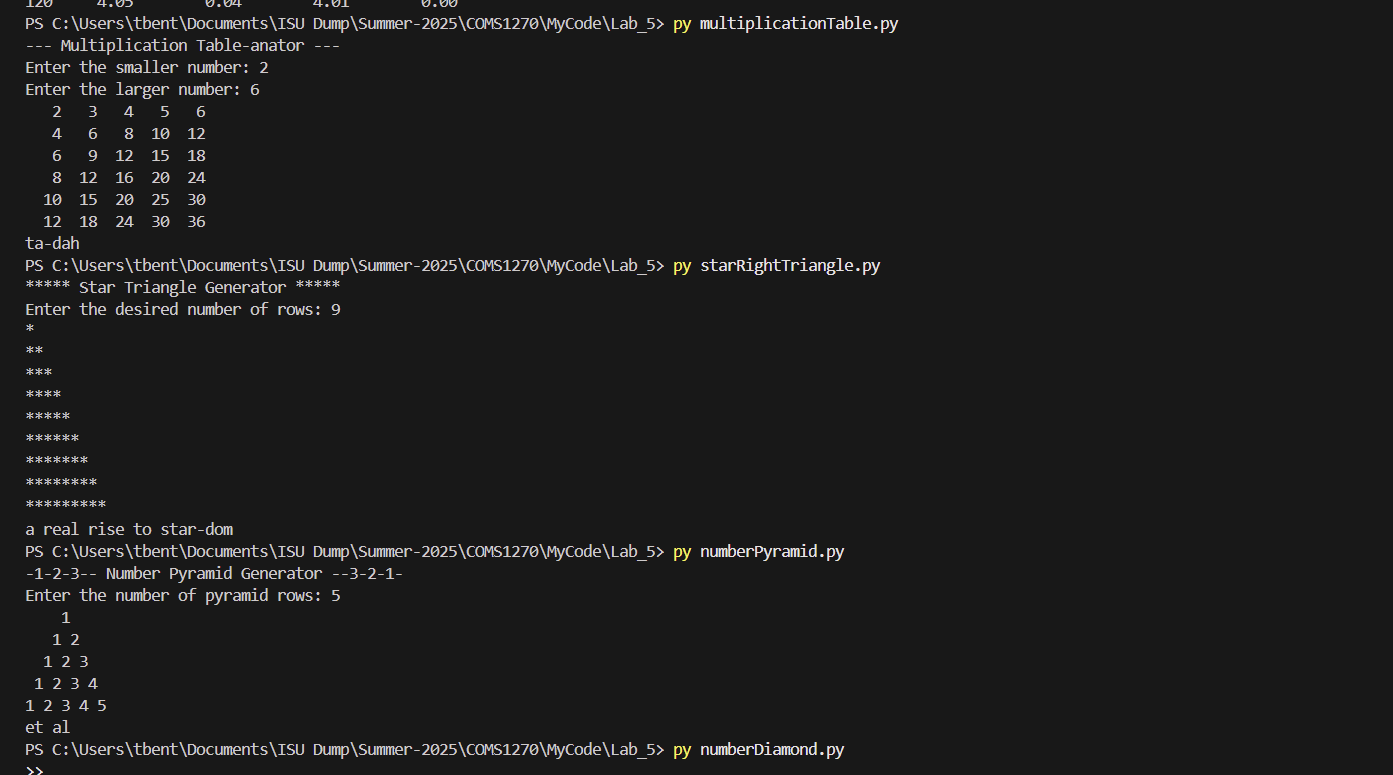 120     4.05        0.04        4.01        0.00
PS C:\Users\tbent\Documents\ISU Dump\Summer-2025\COMS1270\MyCode\Lab_5> py multiplicationTable.py
--- Multiplication Table-anator ---
Enter the smaller number: 2
Enter the larger number: 6
   2   3   4   5   6
   4   6   8  10  12
   6   9  12  15  18
   8  12  16  20  24
  10  15  20  25  30
  12  18  24  30  36
ta-dah
PS C:\Users\tbent\Documents\ISU Dump\Summer-2025\COMS1270\MyCode\Lab_5> py starRightTriangle.py
***** Star Triangle Generator *****
Enter the desired number of rows: 9
*
**
***
****
*****
******
*******
********
*********
a real rise to star-dom
PS C:\Users\tbent\Documents\ISU Dump\Summer-2025\COMS1270\MyCode\Lab_5> py numberPyramid.py
-1-2-3-- Number Pyramid Generator --3-2-1-
Enter the number of pyramid rows: 5
    1
   1 2
  1 2 3
 1 2 3 4
1 2 3 4 5
et al
PS C:\Users\tbent\Documents\ISU Dump\Summer-2025\COMS1270\MyCode\Lab_5> py numberDiamond.py
>>